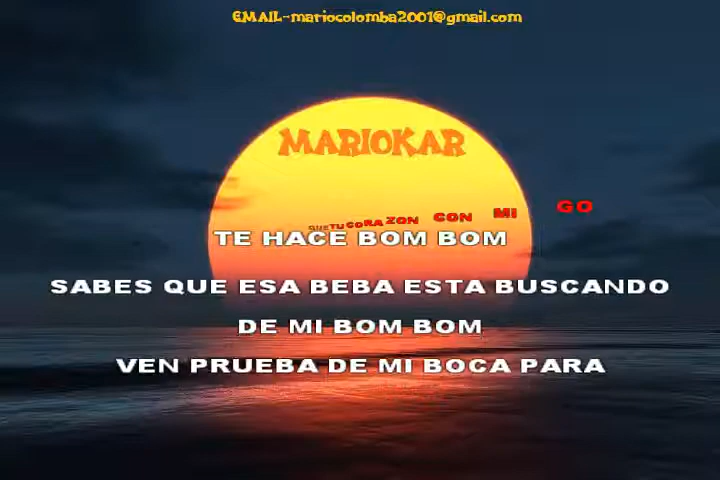 EMAIL-mariocolomba2001@gmail.com
MARIOKAR
QUE TU CORAZON CON MI GO
TE HACE BOM BOM
SABES QUE ESA BEBA ESTA BUSCANDO
DE MI BOM BOM
VEN PRUEBA DE MI BOCA PARA